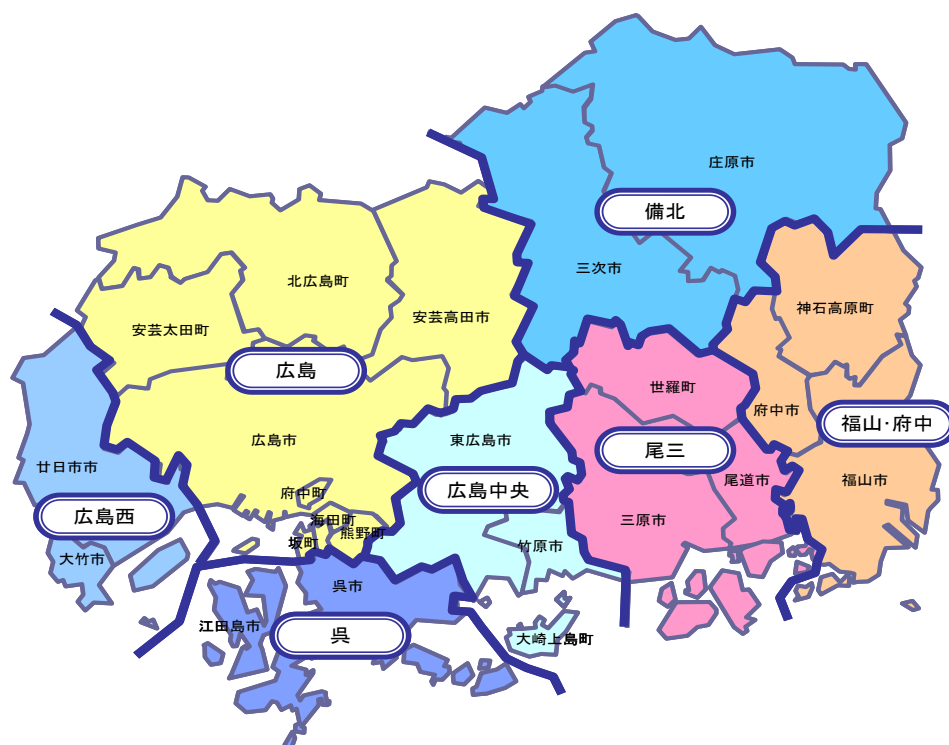 庄原市
備北
三次市
北広島町
神石高原町
安芸太田町
安芸高田市
広島
世羅町
府中市
福山・府中
広島市
東広島市
尾三
廿日市市
尾道市
福山市
広島中央
府中町
広島西
海田町
三原市
熊野町
坂町
竹原市
大竹市
呉市
江田島市
呉
大崎上島町